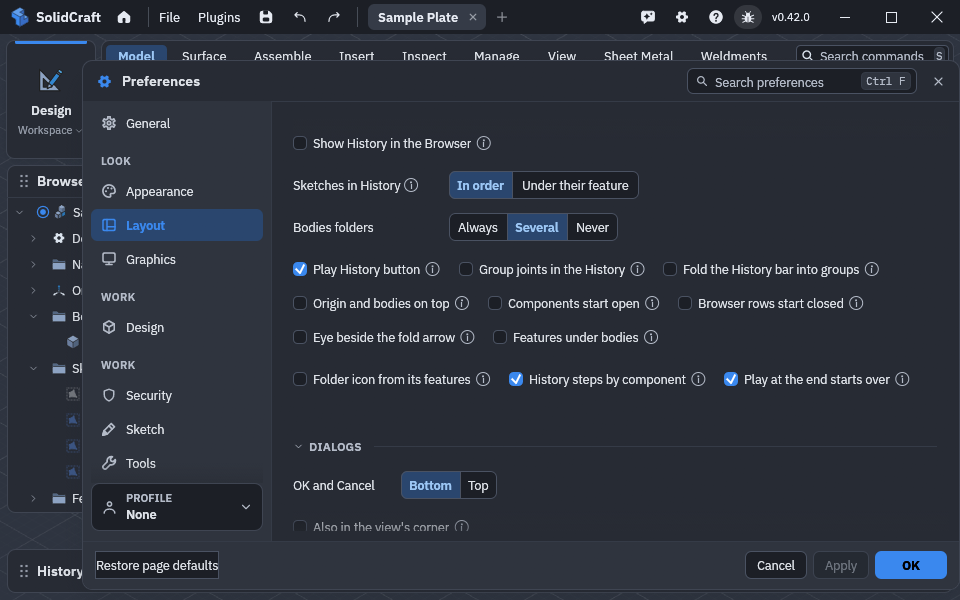 SolidCraft File Plugins Sample Plate v0.42.0
Model Surface Assemble Insert Inspect Manage View Sheet Metal Weldments Search commands S
Preferences Search preferences Ctrl F
Design
Workspace
General
LOOK
Appearance
Layout
Graphics
WORK
Design
WORK
Security
Sketch
Tools
PROFILE
None
Show History in the Browser
Sketches in History In order Under their feature
Bodies folders Always Several Never
Play History button Group joints in the History Fold the History bar into groups
Origin and bodies on top Components start open Browser rows start closed
Eye beside the fold arrow Features under bodies
Folder icon from its features History steps by component Play at the end starts over
DIALOGS
OK and Cancel Bottom Top
Also in the view's corner
Restore page defaults Cancel Apply OK
History